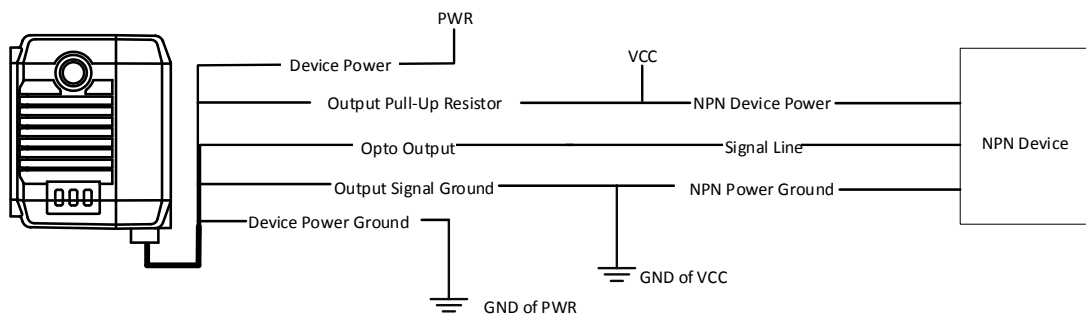 PWR
Device Power
VCC
Output Pull-Up Resistor
NPN Device Power
Opto Output
Signal Line
NPN Device
Output Signal Ground
NPN Power Ground
Device Power Ground
GND of VCC
GND of PWR